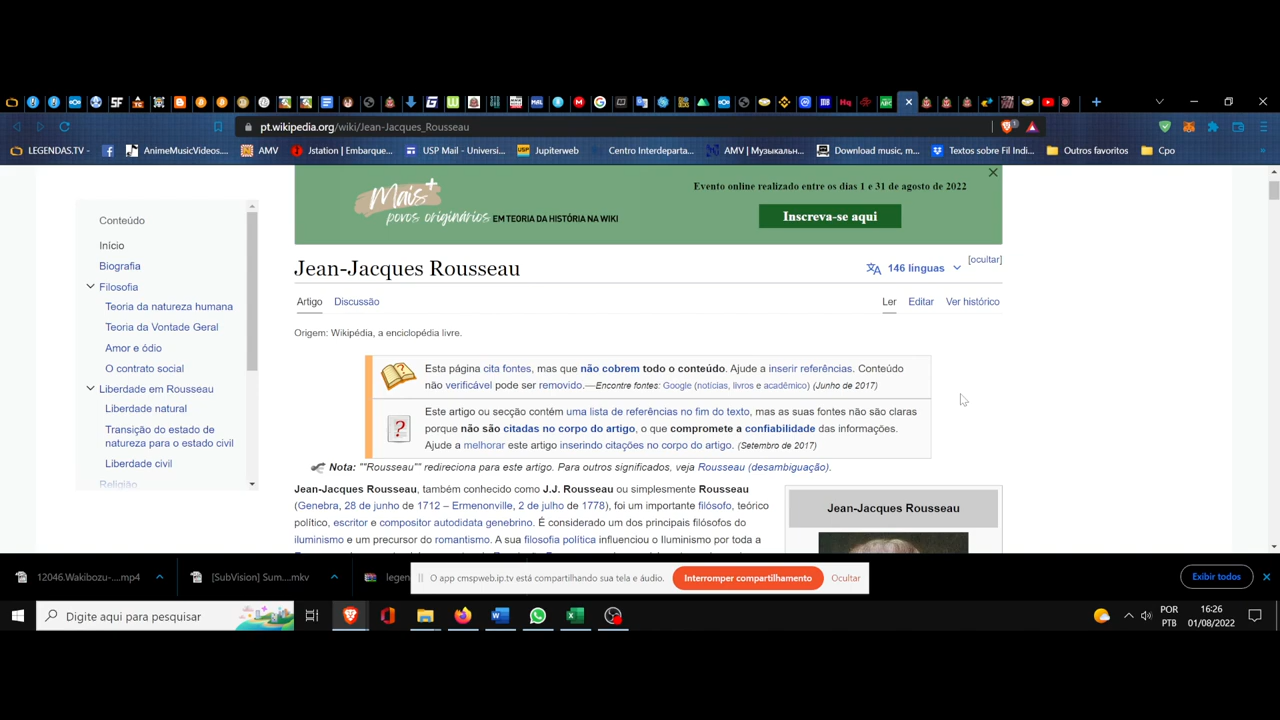 pt.wikipedia.org/wiki/Jean-Jacques_Rousseau
LEGENDAS.TV - AnimeMusicVideos... AMV Jstation | Embarque... USP Mail - Universi... Jupiterweb Centro Interdeparta... AMV | Музыкальн... Download music, m... Textos sobre Fil Indi... Outros favoritos Cpo
Mais+
povos originários EM TEORIA DA HISTÓRIA NA WIKI
Evento online realizado entre os dias 1 e 31 de agosto de 2022
Inscreva-se aqui
[ocultar]
Conteúdo
Início
Biografia
Filosofia
Teoria da natureza humana
Teoria da Vontade Geral
Amor e ódio
O contrato social
Liberdade em Rousseau
Liberdade natural
Transição do estado de
natureza para o estado civil
Liberdade civil
Religião
Jean-Jacques Rousseau
146 línguas
Artigo Discussão Ler Editar Ver histórico
Origem: Wikipédia, a enciclopédia livre.
Esta página cita fontes, mas que não cobrem todo o conteúdo. Ajude a inserir referências. Conteúdo
não verificável pode ser removido.—Encontre fontes: Google (notícias, livros e acadêmico) (Junho de 2017)
Este artigo ou secção contém uma lista de referências no fim do texto, mas as suas fontes não são claras
porque não são citadas no corpo do artigo, o que compromete a confiabilidade das informações.
Ajude a melhorar este artigo inserindo citações no corpo do artigo. (Setembro de 2017)
Nota: ""Rousseau"" redireciona para este artigo. Para outros significados, veja Rousseau (desambiguação).
Jean-Jacques Rousseau, também conhecido como J.J. Rousseau ou simplesmente Rousseau
(Genebra, 28 de junho de 1712 – Ermenonville, 2 de julho de 1778), foi um importante filósofo, teórico
político, escritor e compositor autodidata genebrino. É considerado um dos principais filósofos do
iluminismo e um precursor do romantismo. A sua filosofia política influenciou o Iluminismo por toda a
Jean-Jacques Rousseau
12046.Wakibozu-....mp4 [SubVision] Sum....mkv legen
O app cmspweb.ip.tv está compartilhando sua tela e áudio. Interromper compartilhamento Ocultar
Exibir todos
Digite aqui para pesquisar
POR
PTB
16:26
01/08/2022